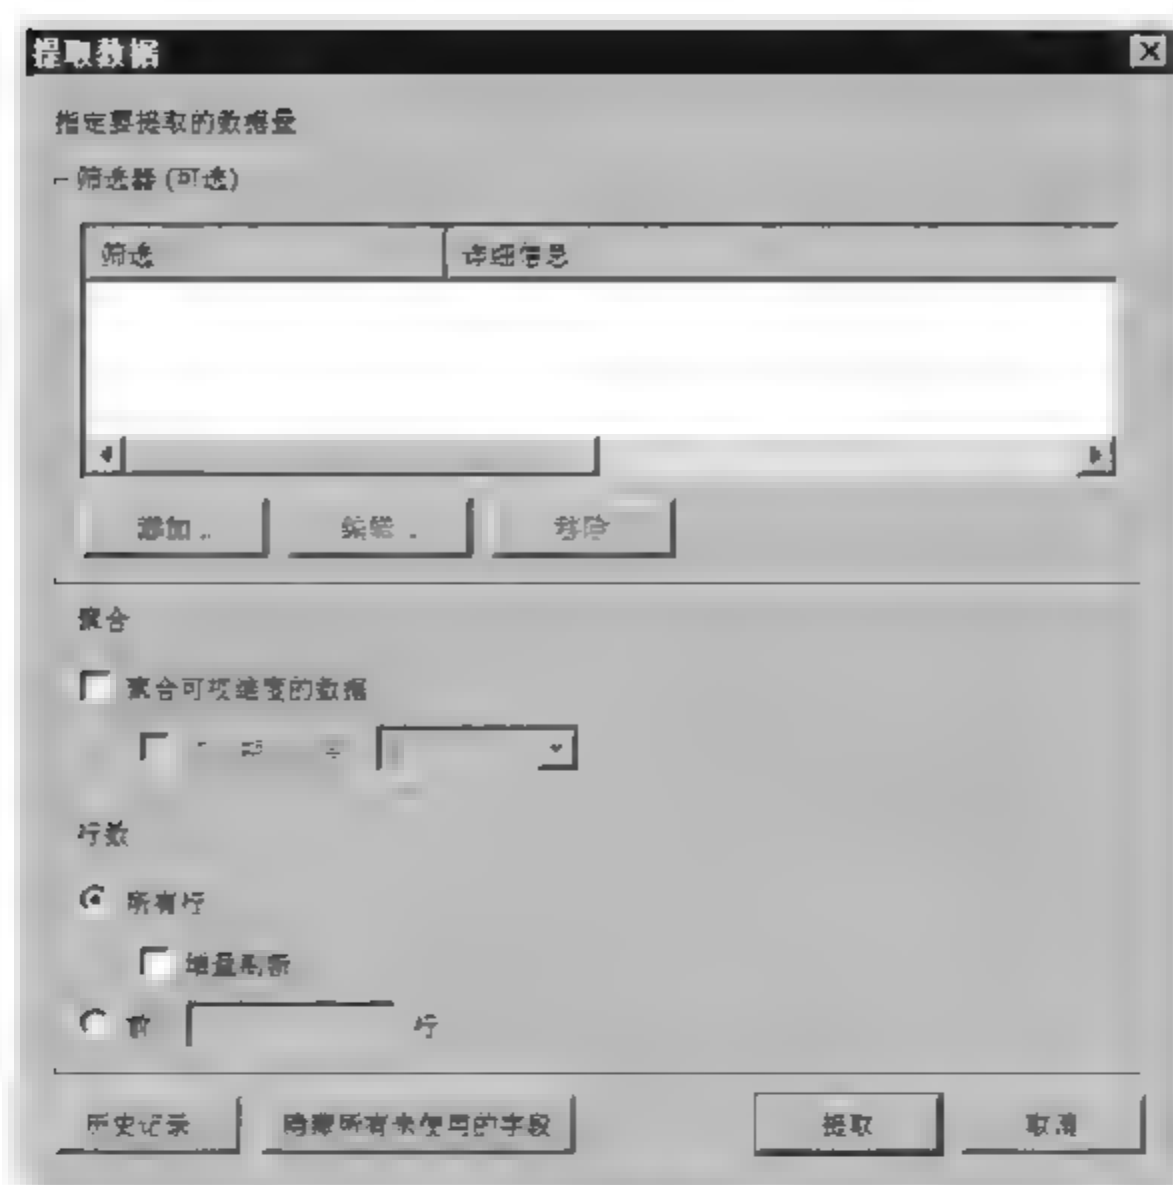 提取数据
指定要提取的数据量
筛选器(可选)
筛选 详细信息
添加. 编辑. 移除
聚合
聚合可视维度的数据
行数
所有行
增量刷新
前 行
历史记录 隐藏所有未使用的字段 提取 取消